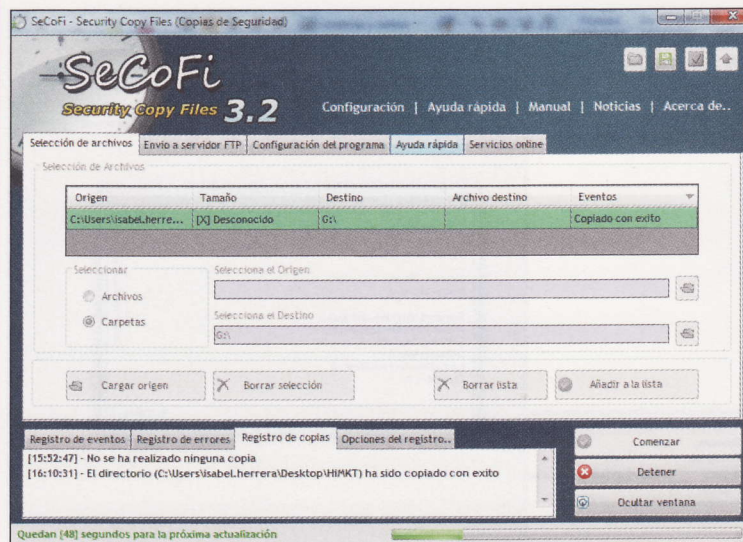 SeCoFi - Security Copy Files (Copias de Seguridad)
SeCoFi
Security Copy Files 3.2
Configuración | Ayuda rápida | Manual | Noticias | Acerca de..
Selección de archivos Envio a servidor FTP Configuración del programa Ayuda rápida Servicios online
Selección de Archivos
Origen Tamaño Destino Archivo destino Eventos
C:\Users\isabel.herre... [X] Desconocido G:\ Copiado con exito
Seleccionar
Selecciona el Origen
Archivos
Carpetas
Selecciona el Destino
G:\
Cargar origen Borrar selección Borrar lista Añadir a la lista
Registro de eventos Registro de errores Registro de copias Opciones del registro..
[15:52:47] - No se ha realizado ninguna copia
[16:10:31] - El directorio (C:\Users\isabel.herrera\Desktop\HIMKT) ha sido copiado con exito
Comenzar
Detener
Ocultar ventana
Quedan [48] segundos para la próxima actualización